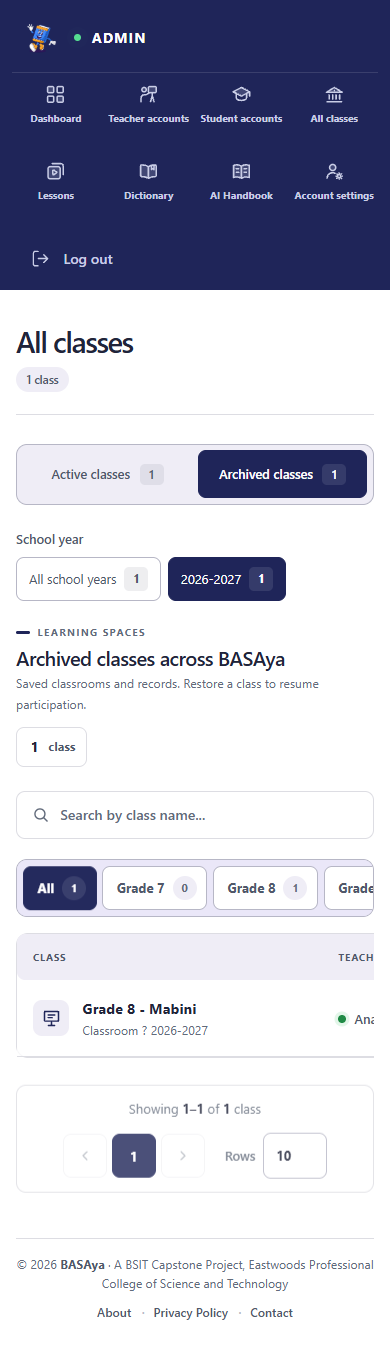 ADMIN
Dashboard
Teacher accounts
Student accounts
All classes
Lessons
Dictionary
AI Handbook
Account settings
Log out
All classes
1 class
Active classes 1
Archived classes 1
School year
All school years 1
2026-2027 1
LEARNING SPACES
Archived classes across BASAya
Saved classrooms and records. Restore a class to resume
participation.
1 class
Search by class name...
All 1
Grade 7 0
Grade 8 1
Grade
CLASS
TEACH
Grade 8 - Mabini
Classroom ? 2026-2027
Ana
Showing 1–1 of 1 class
1
Rows 10
© 2026 BASAya · A BSIT Capstone Project, Eastwoods Professional
College of Science and Technology
About · Privacy Policy · Contact